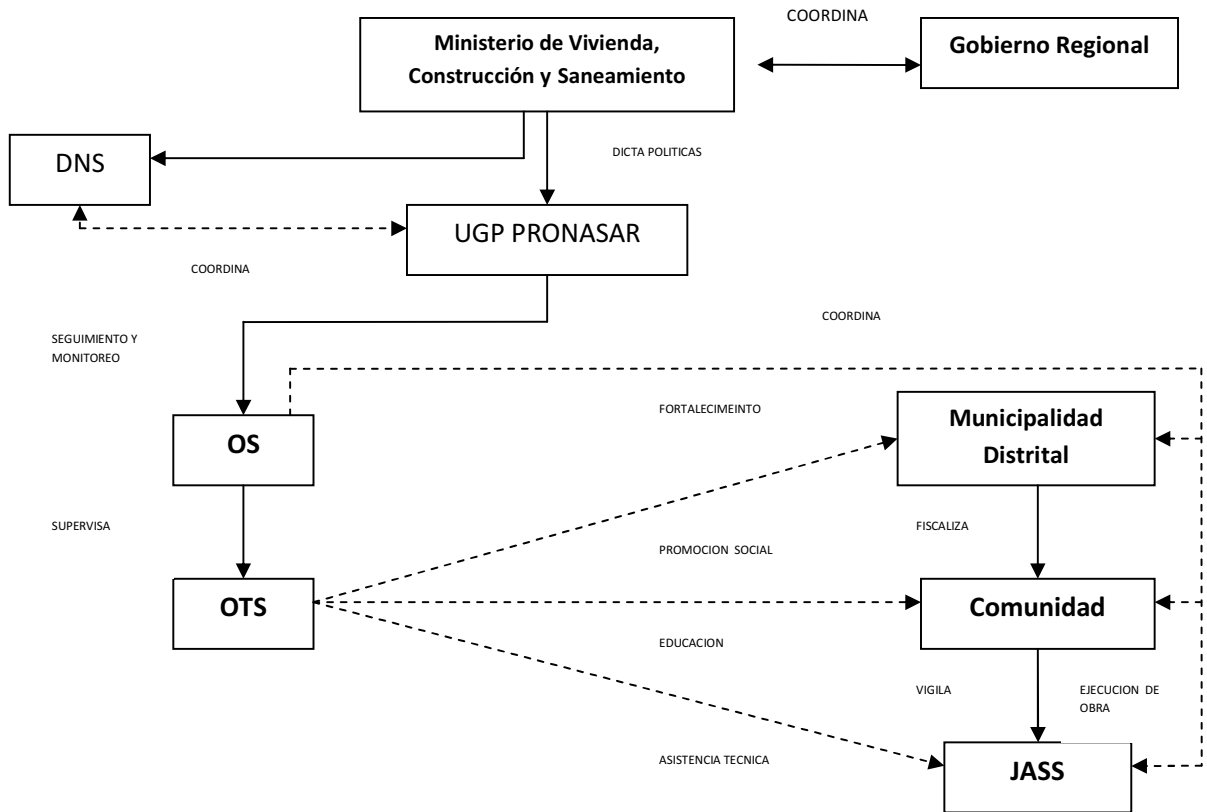 COORDINA
Ministerio de Vivienda,
Construcción y Saneamiento
Gobierno Regional
DNS
DICTA POLITICAS
UGP PRONASAR
COORDINA
SEGUIMIENTO Y
MONITOREO
COORDINA
FORTALECIMEINTO
Municipalidad
Distrital
OS
SUPERVISA
FISCALIZA
PROMOCION SOCIAL
OTS
Comunidad
EDUCACION
VIGILA
EJECUCION DE
OBRA
ASISTENCIA TECNICA
JASS